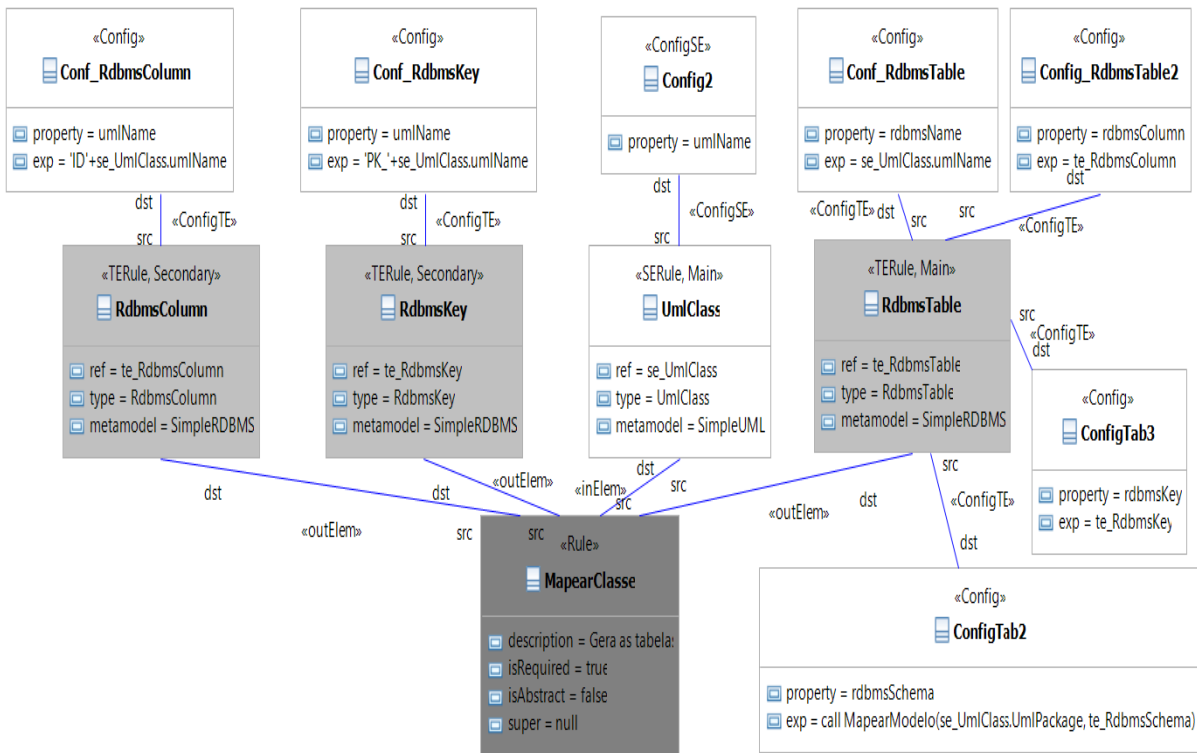 «Config»
Conf_RdbmsColumn
property = umlName
exp = 'ID'+se_UmlClass.umlName
«Config»
Conf_RdbmsKey
property = umlName
exp = 'PK_'+se_UmlClass.umlName
«ConfigSE»
Config2
property = umlName
«Config»
Conf_RdbmsTable
property = rdbmsName
exp = se_UmlClass.umlName
«Config»
Config_RdbmsTable2
property = rdbmsColumn
exp = te_RdbmsColumn
dst
«ConfigTE»
src
dst
«ConfigTE»
src
dst
«ConfigSE»
src
«ConfigTE»
dst
src
dst
src
«ConfigTE»
«TERule, Secondary»
RdbmsColumn
ref = te_RdbmsColumn
type = RdbmsColumn
metamodel = SimpleRDBMS
«TERule, Secondary»
RdbmsKey
ref = te_RdbmsKey
type = RdbmsKey
metamodel = SimpleRDBMS
«SERule, Main»
UmlClass
ref = se_UmlClass
type = UmlClass
metamodel = SimpleUML
«TERule, Main»
RdbmsTable
ref = te_RdbmsTable
type = RdbmsTable
metamodel = SimpleRDBMS
src
«ConfigTE»
dst
«Config»
ConfigTab3
property = rdbmsKey
exp = te_RdbmsKey
dst
«outElem»
src
«outElem»
dst
src
«inElem»
dst
src
src
«outElem»
dst
src
«ConfigTE»
dst
«Rule»
MapearClasse
description = Gera as tabelas
isRequired = true
isAbstract = false
super = null
«Config»
ConfigTab2
property = rdbmsSchema
exp = call MapearModelo(se_UmlClass.UmlPackage, te_RdbmsSchema)